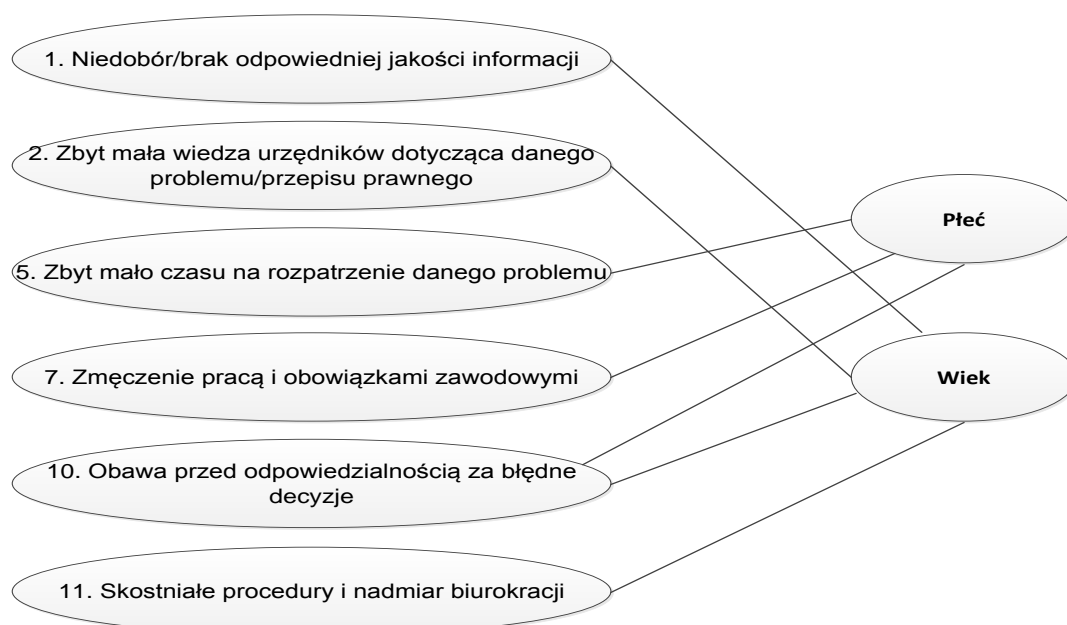 1. Niedobór/brak odpowiedniej jakości informacji
2. Zbyt mała wiedza urzędników dotycząca danego
problemu/przepisu prawnego
5. Zbyt mało czasu na rozpatrzenie danego problemu
7. Zmęczenie pracą i obowiązkami zawodowymi
10. Obawa przed odpowiedzialnością za błędne
decyzje
11. Skostniałe procedury i nadmiar biurokracji
Płeć
Wiek